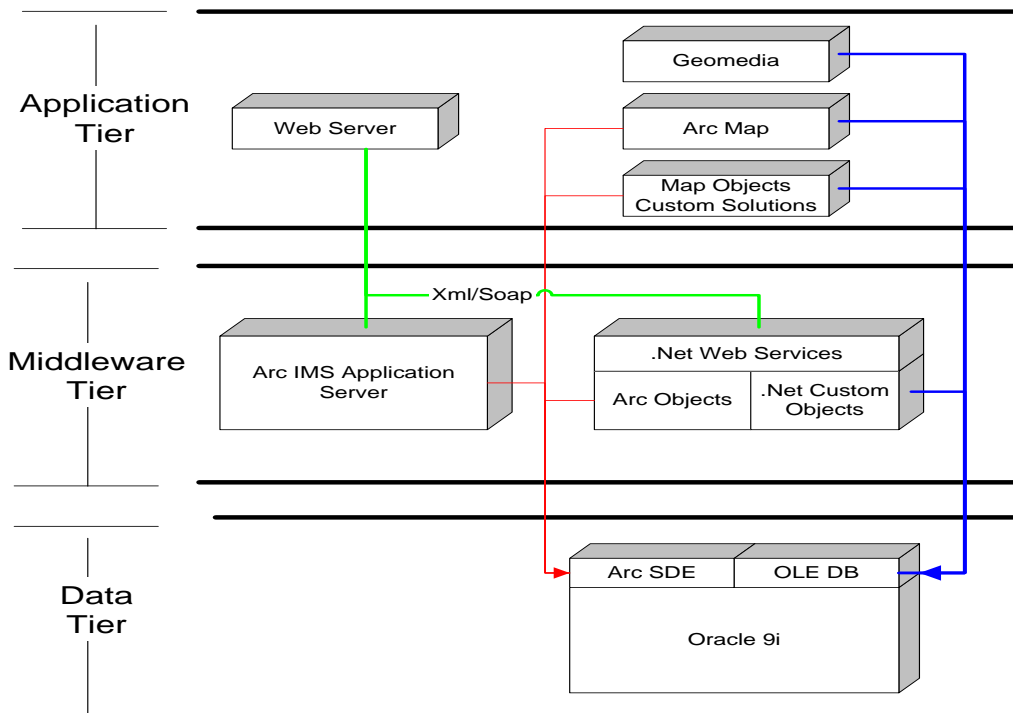 Application
Tier
Web Server
Geomedia
Arc Map
Map Objects
Custom Solutions
Middleware
Tier
Xml/Soap
Arc IMS Application
Server
.Net Web Services
Arc Objects
.Net Custom
Objects
Data
Tier
Arc SDE
OLE DB
Oracle 9i